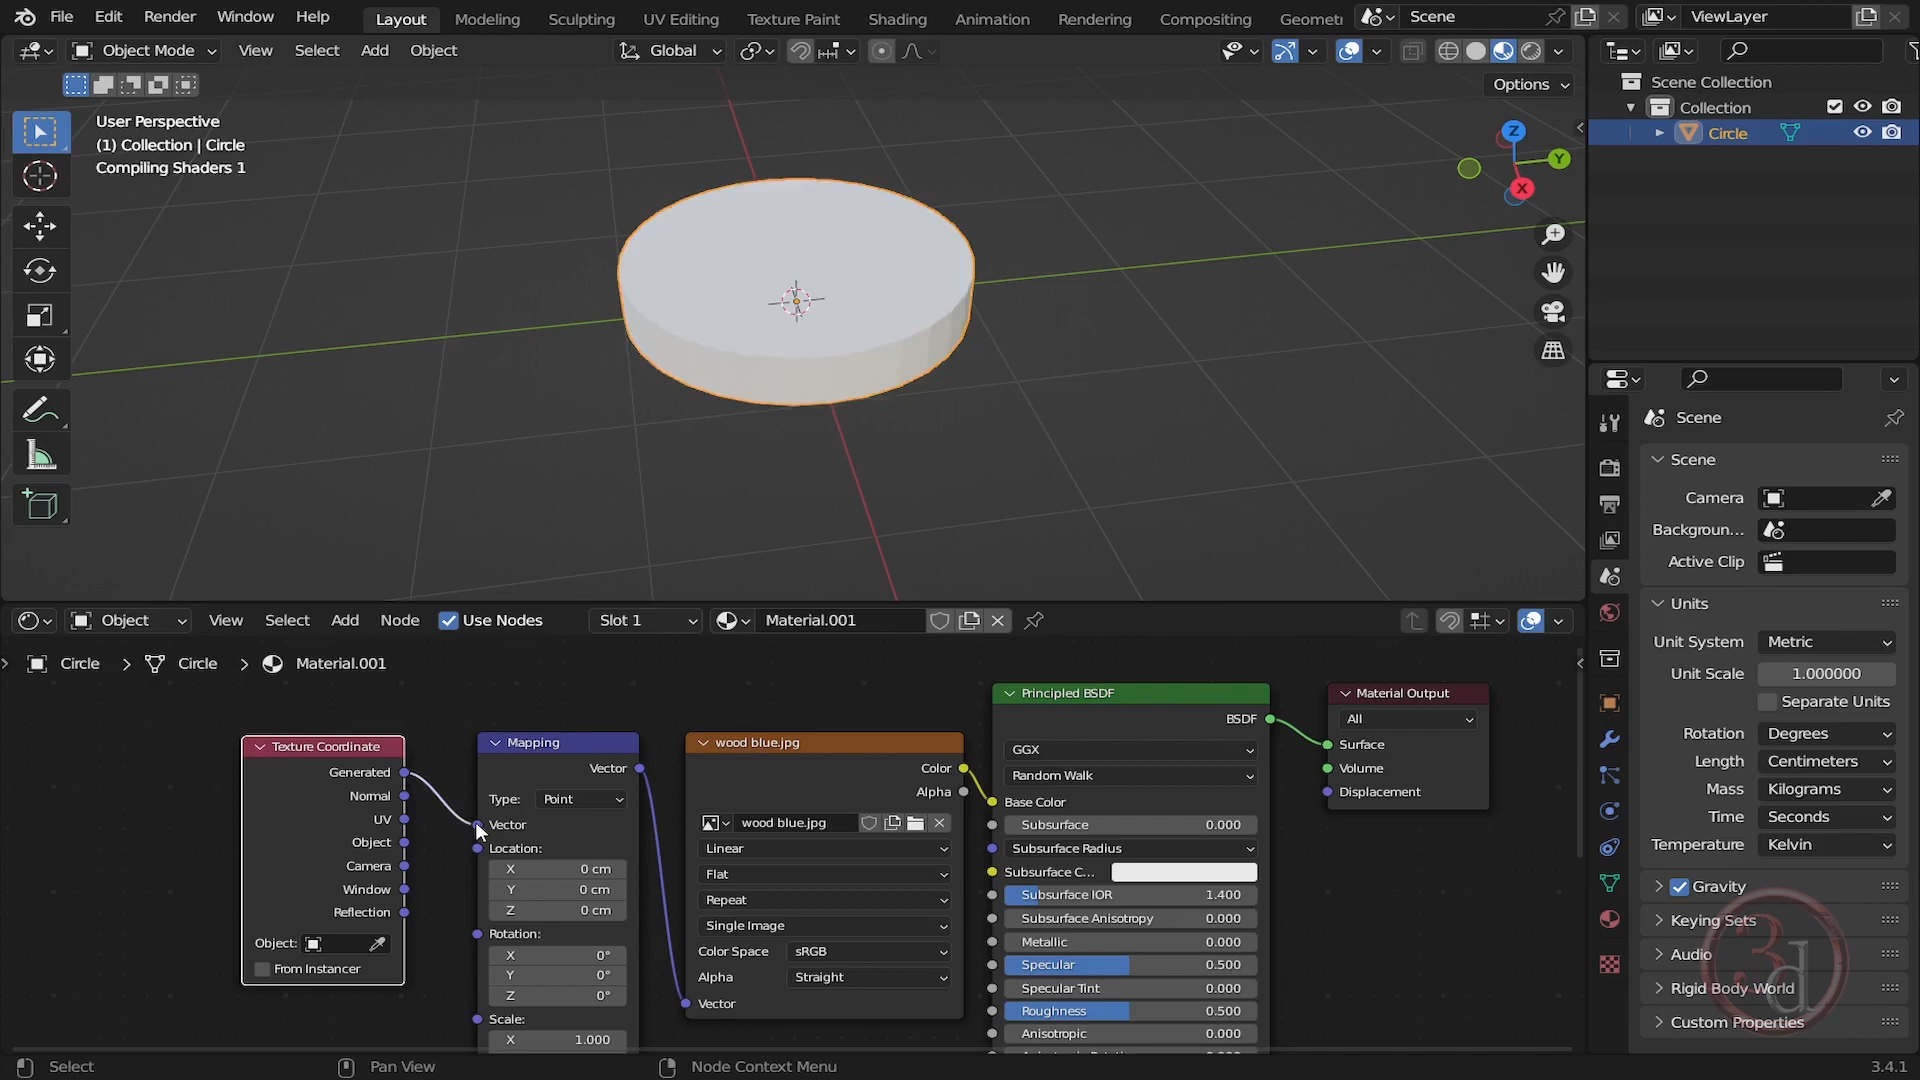 File Edit Render Window Help Layout Modeling Sculpting UV Editing Texture Paint Shading Animation Rendering Compositing Geomet Scene ViewLayer
Object Mode View Select Add Object Global
Options
User Perspective
(1) Collection | Circle
Compiling Shaders 1
Z
Y
X
Scene Collection
Collection
Circle
Scene
Scene
Camera
Backgroun...
Active Clip
Units
Unit System Metric
Unit Scale 1.000000
Separate Units
Rotation Degrees
Length Centimeters
Mass Kilograms
Time Seconds
Temperature Kelvin
Gravity
Keying Sets
Audio
Rigid Body World
Custom Properties
3d
Object View Select Add Node Use Nodes Slot 1 Material.001
Circle > Circle > Material.001
Texture Coordinate
Generated
Normal
UV
Object
Camera
Window
Reflection
Object:
From Instancer
Mapping
Vector
Type: Point
Vector
Location:
X 0 cm
Y 0 cm
Z 0 cm
Rotation:
X 0°
Y 0°
Z 0°
Scale:
X 1.000
wood blue.jpg
Color
Alpha
wood blue.jpg
Linear
Flat
Repeat
Single Image
Color Space sRGB
Alpha Straight
Vector
Principled BSDF
BSDF
GGX
Random Walk
Base Color
Subsurface 0.000
Subsurface Radius
Subsurface C...
Subsurface IOR 1.400
Subsurface Anisotropy 0.000
Metallic 0.000
Specular 0.500
Specular Tint 0.000
Roughness 0.500
Anisotropic 0.000
Material Output
All
Surface
Volume
Displacement
Select Pan View Node Context Menu 3.4.1